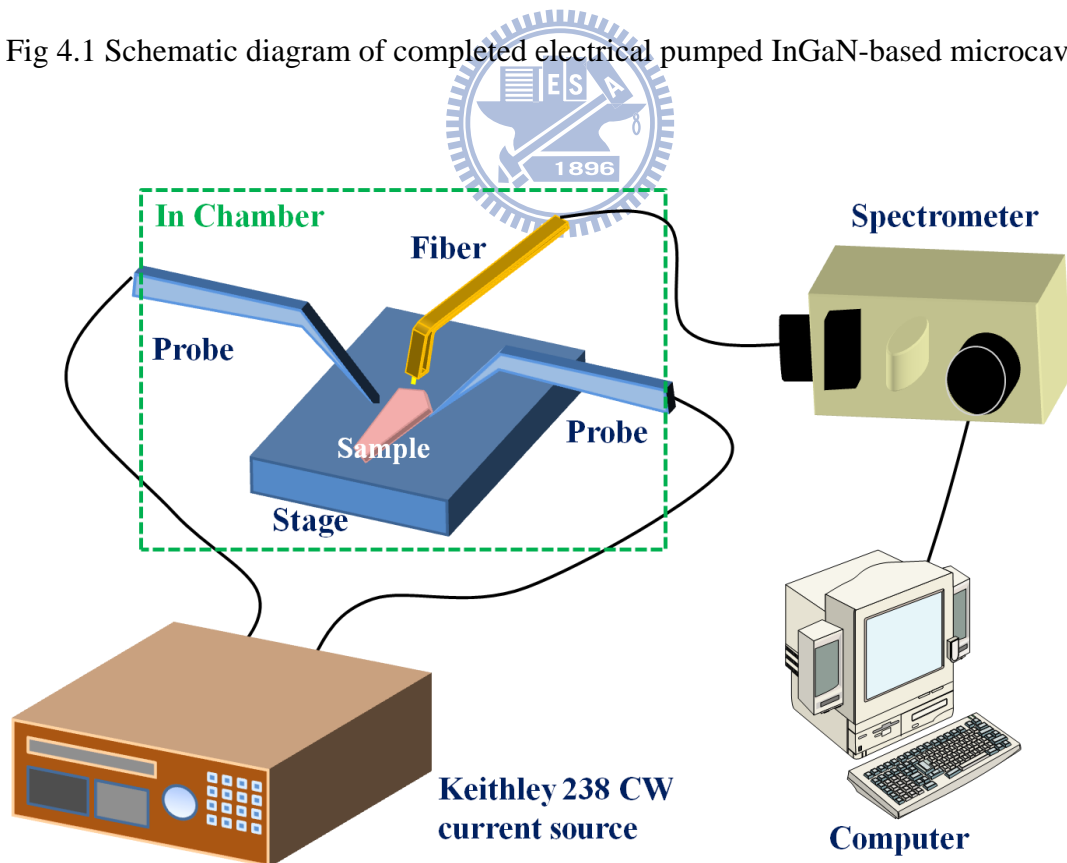 Fig 4.1 Schematic diagram of completed electrical pumped InGaN-based microcav
E S A
8
1896
In Chamber
Fiber
Spectrometer
Probe
Probe
Sample
Stage
Keithley 238 CW
current source
Computer